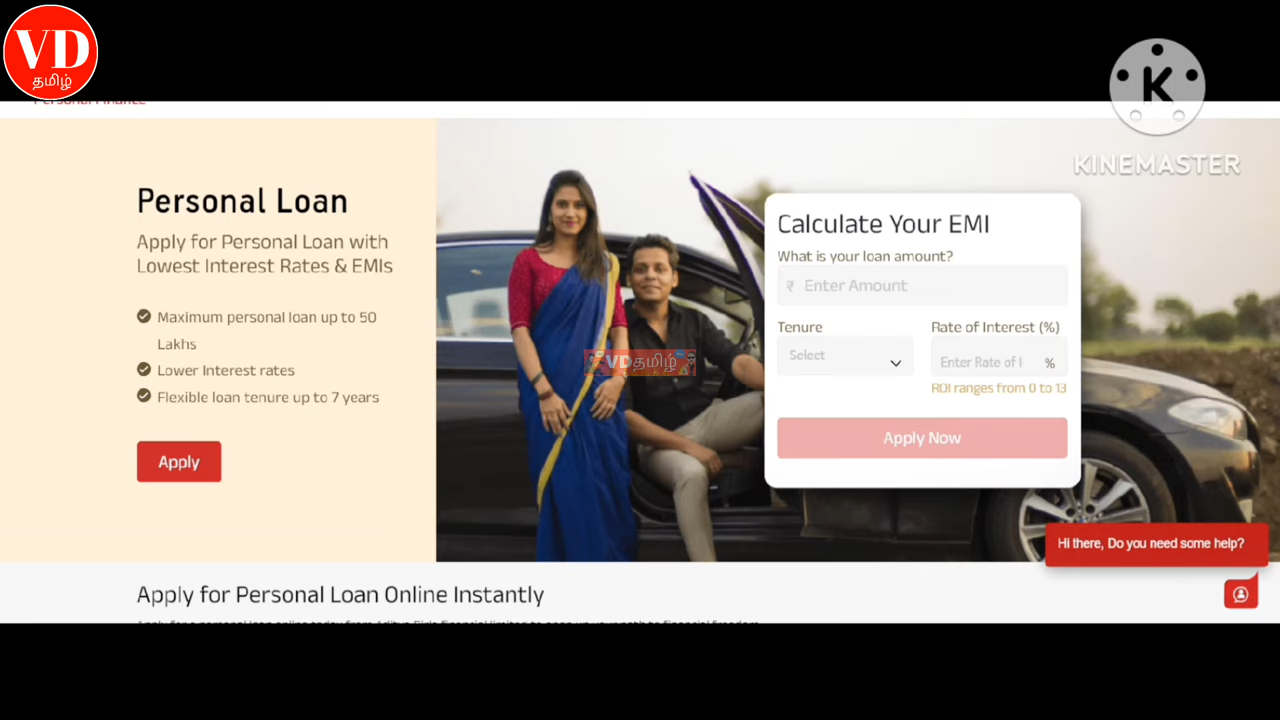 VD
தமிழ்
Personal Finance
K
KINEMASTER
Personal Loan
Apply for Personal Loan with
Lowest Interest Rates & EMIs
Maximum personal loan up to 50
Lakhs
Lower Interest rates
Flexible loan tenure up to 7 years
Apply
VDதமிழ்
Calculate Your EMI
What is your loan amount?
₹ Enter Amount
Tenure
Rate of Interest (%)
Select
Enter Rate of I %
ROI ranges from 0 to 13
Apply Now
Hi there, Do you need some help?
Apply for Personal Loan Online Instantly